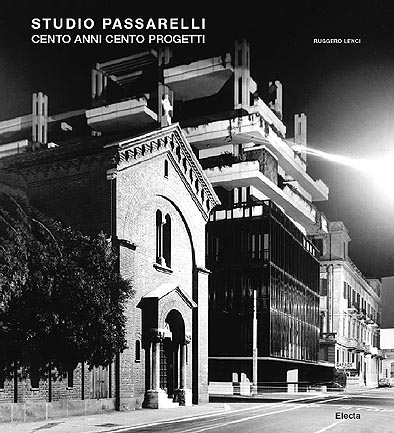 STUDIO PASSARELLI
CENTO ANNI CENTO PROGETTI
RUGGERO LENCI
Electa